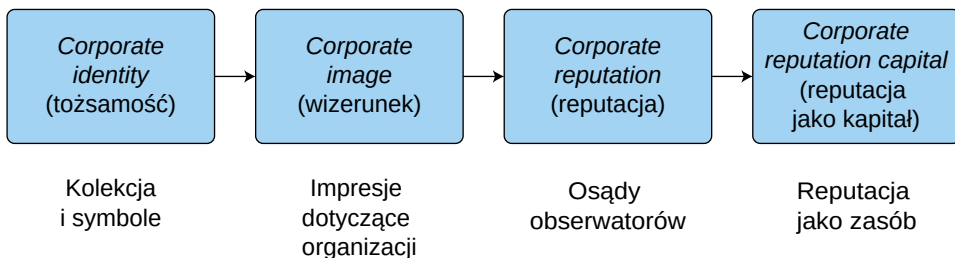 Corporate
identity
(tożsamość)
Corporate
image
(wizerunek)
Corporate
reputation
(reputacja)
Corporate
reputation capital
(reputacja
jako kapitał)
Kolekcja
i symbole
Impresje
dotyczące
organizacji
Osądy
obserwatorów
Reputacja
jako zasób